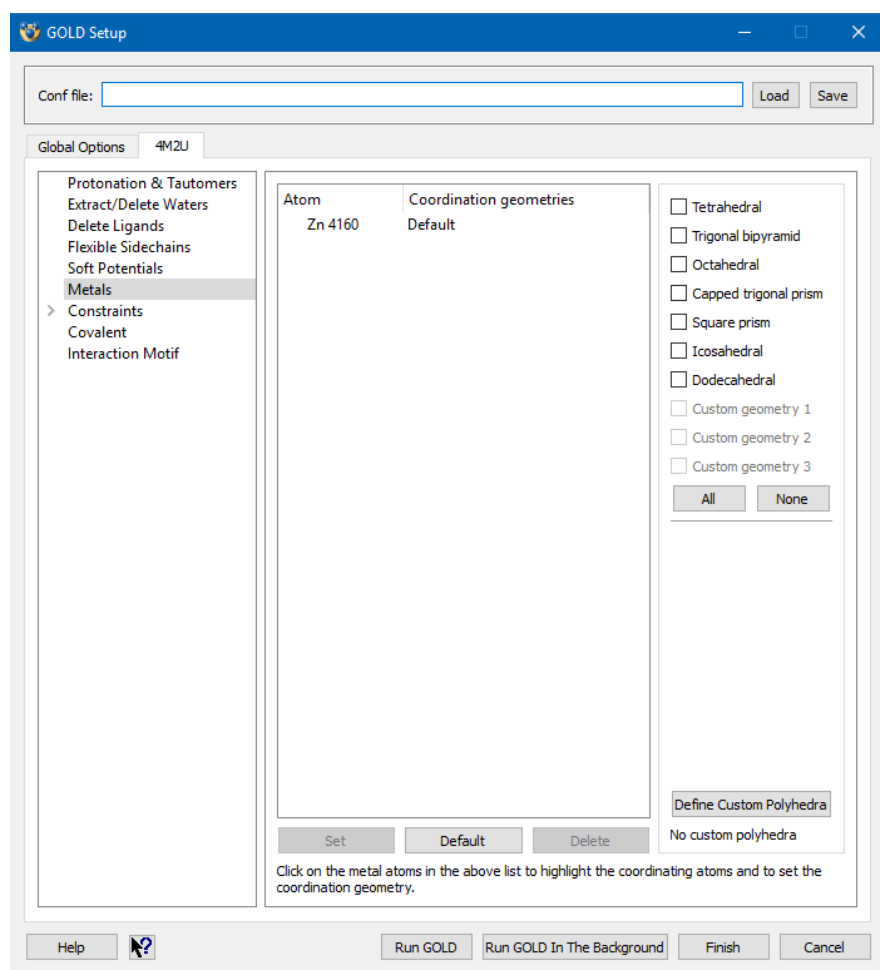 GOLD Setup
Conf file:
Load
Save
Global Options
4M2U
Protonation & Tautomers
Extract/Delete Waters
Delete Ligands
Flexible Sidechains
Soft Potentials
Metals
Constraints
Covalent
Interaction Motif
Atom Coordination geometries
Zn 4160 Default
Tetrahedral
Trigonal bipyramid
Octahedral
Capped trigonal prism
Square prism
Icosahedral
Dodecahedral
Custom geometry 1
Custom geometry 2
Custom geometry 3
All None
Define Custom Polyhedra
No custom polyhedra
Set Default Delete
Click on the metal atoms in the above list to highlight the coordinating atoms and to set the
coordination geometry.
Help
?
Run GOLD
Run GOLD In The Background
Finish
Cancel